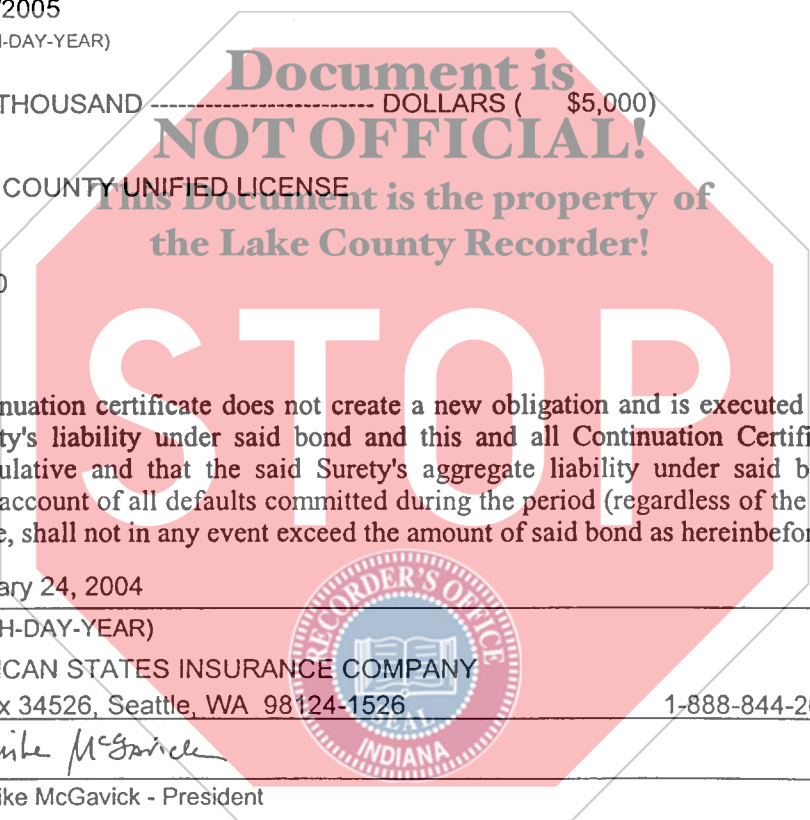 /2005
H-DAY-YEAR)
Document is
THOUSAND ------------------------- DOLLARS ( $5,000)
NOT OFFICIAL!
COUNTY UNIFIED LICENSE
This Document is the property of
the Lake County Recorder!
0
STOP
nuation certificate does not create a new obligation and is executed
ty's liability under said bond and this and all Continuation Certifi
ulative and that the said Surety's aggregate liability under said b
account of all defaults committed during the period (regardless of the
e, shall not in any event exceed the amount of said bond as hereinbefor
ary 24, 2004
H-DAY-YEAR)
RECORDER'S OFFICE
CAN STATES INSURANCE COMPANY
x 34526, Seattle, WA 98124-1526 1-888-844-2
SEAL
INDIANA
Mike McGavick
ike McGavick - President